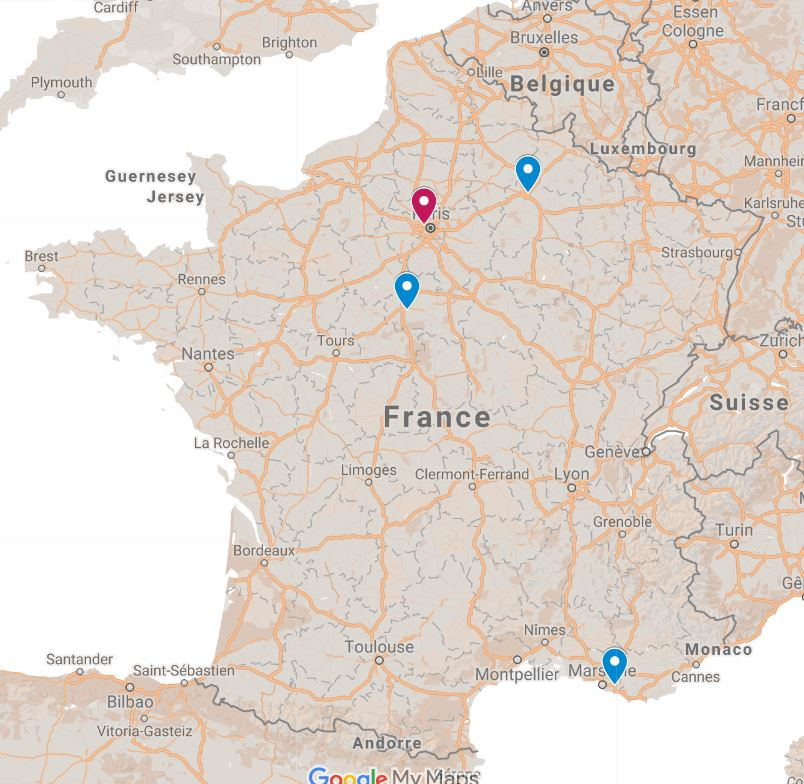 Cardiff
Anvers
Essen
Brighton
Bruxelles
Cologne
Southampton
Plymouth
Lille
Belgique
Francf
Luxembourg
Mannheim
Guernesey
Jersey
Karlsruhe
Brest
Strasbourg
Rennes
Zurich
Tours
Nantes
Suisse
France
La Rochelle
Genève
Limoges
Clermont-Ferrand
Lyon
Grenoble
Turin
Bordeaux
Gê
Nîmes
Toulouse
Monaco
Santander
Saint-Sébastien
Montpellier
Cannes
Bilbao
Vitoria-Gasteiz
Andorre
Google My Maps